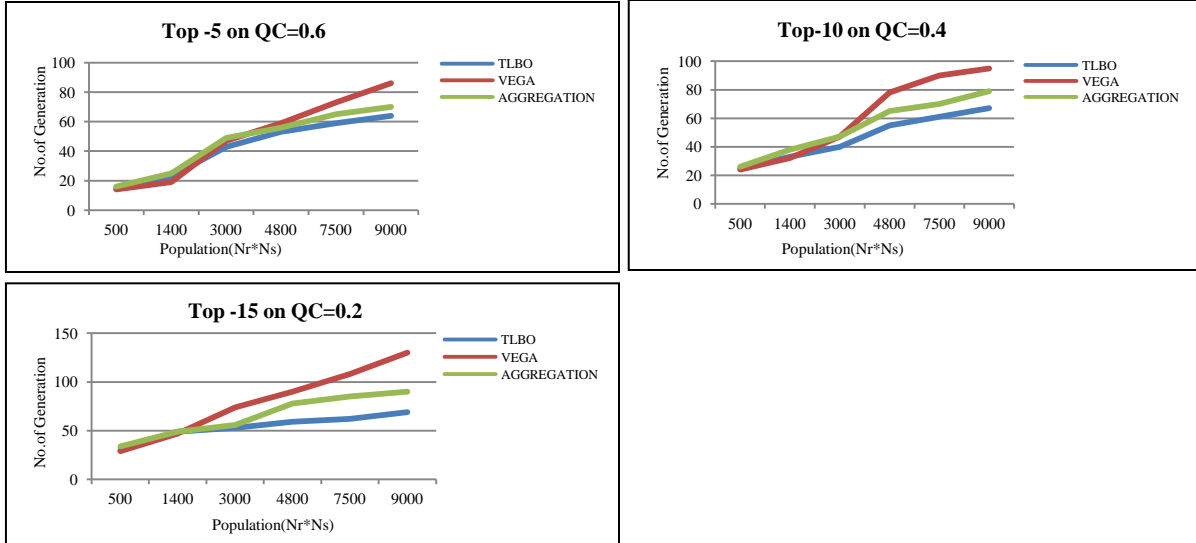 Top -5 on QC=0.6
100
80
60
40
20
0
No.of Generation
500 1400 3000 4800 7500 9000
Population(Nr*Ns)
TLBO
VEGA
AGGREGATION
Top-10 on QC=0.4
100
80
60
40
20
0
No.of Generation
500 1400 3000 4800 7500 9000
Population(Nr*Ns)
TLBO
VEGA
AGGREGATION
Top -15 on QC=0.2
150
100
50
0
No.of Generation
500 1400 3000 4800 7500 9000
Population(Nr*Ns)
TLBO
VEGA
AGGREGATION